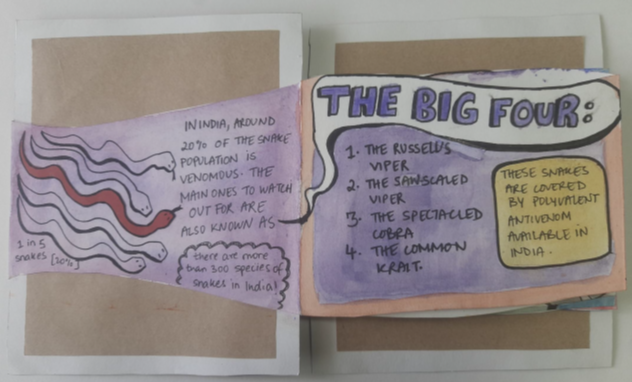 IN INDIA, AROUND
20% OF THE SNAKE
POPULATION IS
VENOMOUS. THE
MAIN ONES TO WATCH
OUT FOR ARE
ALSO KNOWN AS
1 in 5
snakes [20%]
there are more
than 300 species of
snakes in India!
THE BIG FOUR:
1. THE RUSSELL'S
VIPER
2. THE SAW-SCALED
VIPER
3. THE SPECTACLED
COBRA
4. THE COMMON
KRAIT.
THESE SNAKES
ARE COVERED
BY POLYVALENT
ANTIVENOM
AVAILABLE IN
INDIA.